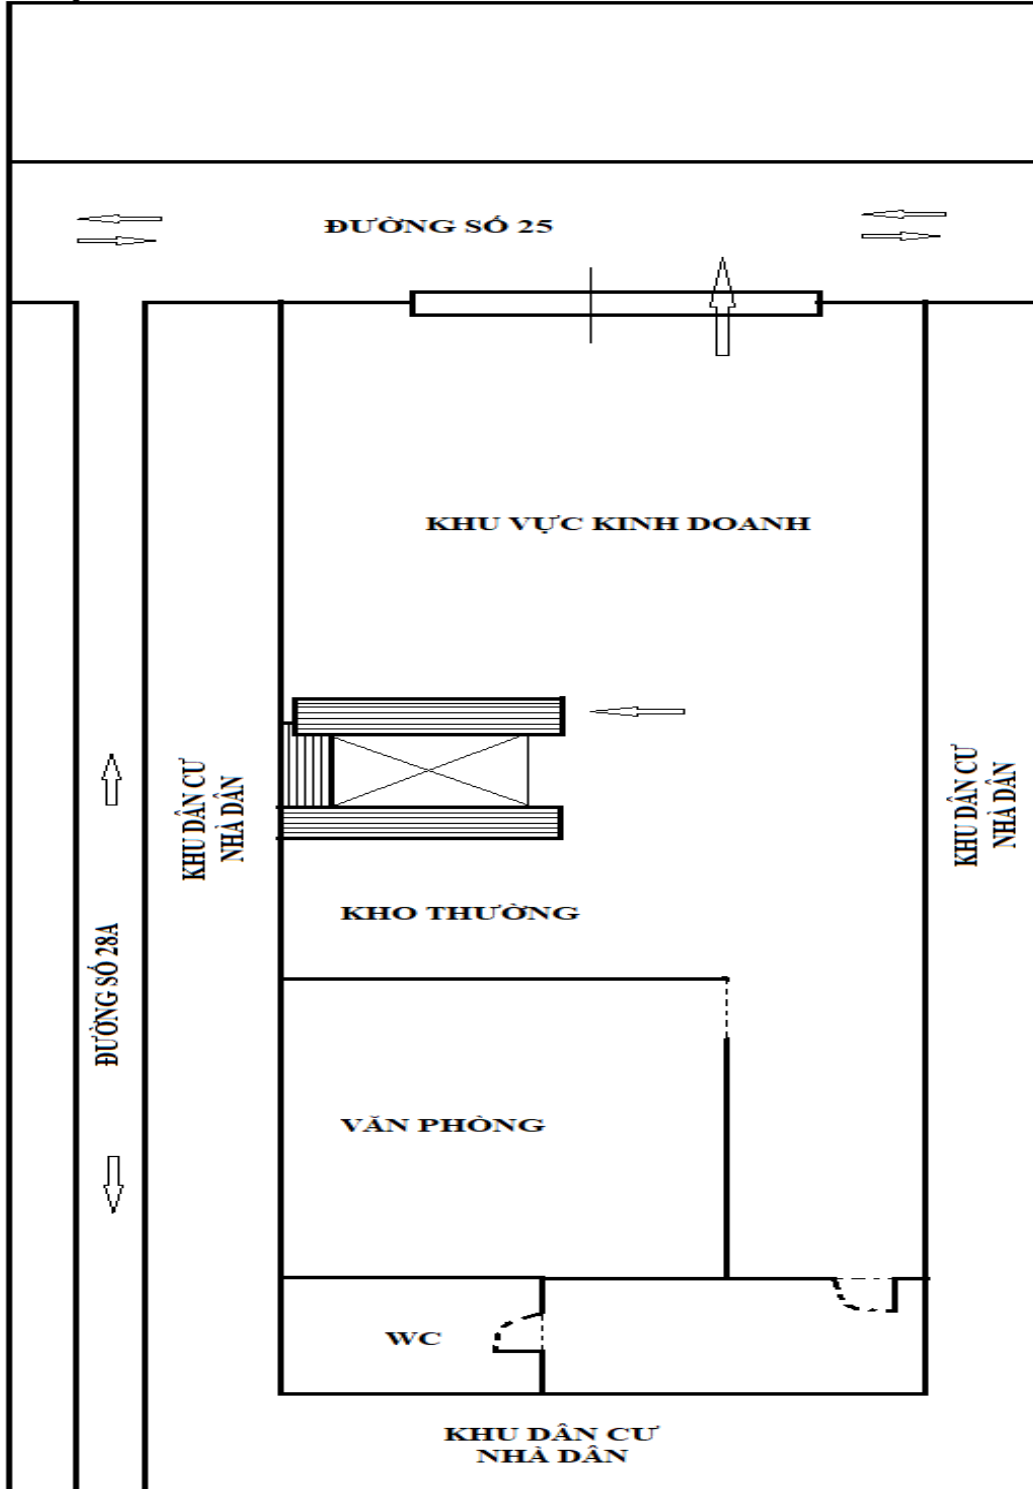 ĐƯỜNG SỐ 25
KHU VỰC KINH DOANH
KHU DÂN CƯ
NHÀ DÂN
KHU DÂN CƯ
NHÀ DÂN
KHO THƯỜNG
ĐƯỜNG SỐ 28A
VĂN PHÒNG
WC
KHU DÂN CƯ
NHÀ DÂN